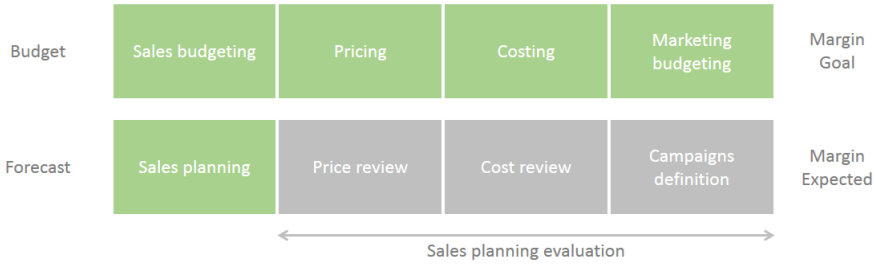 Budget
Sales budgeting
Pricing
Costing
Marketing
budgeting
Margin
Goal
Forecast
Sales planning
Price review
Cost review
Campaigns
definition
Margin
Expected
Sales planning evaluation